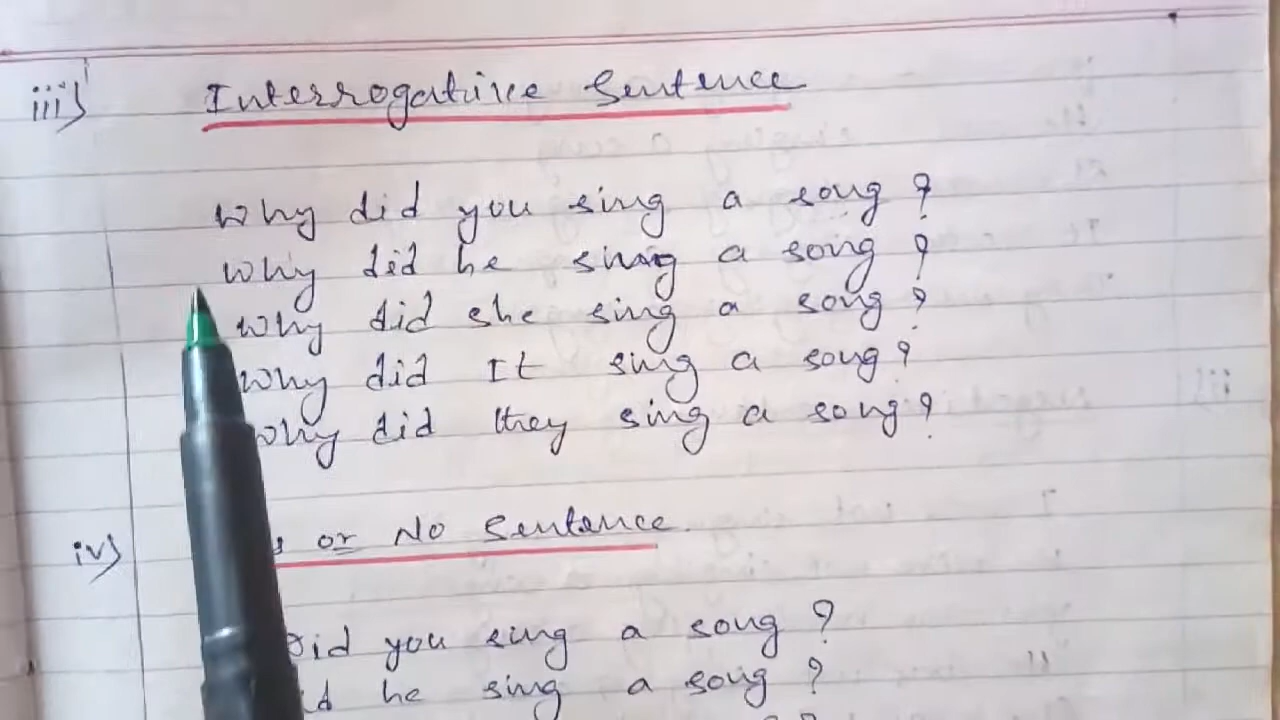 iii) Interrogative Sentence
Why did you sing a song ?
Why did he sing a song ?
Why did she sing a song ?
Why did It sing a song ?
Why did they sing a song ?
iv) or No Sentence.
Did you sing a song ?
he sing a song ?